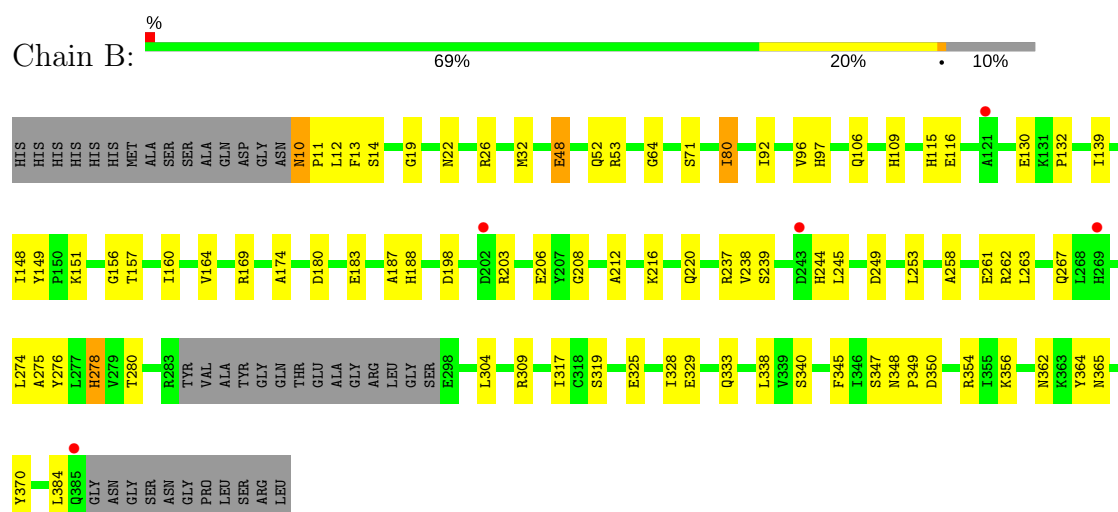 %
Chain B:
69% 20% • 10%
HIS HIS HIS HIS HIS HIS MET ALA SER SER ALA GLN ASP GLY ASN N10 P11 L12 F13 S14 G19 N22 R26 M32 E48 Q52 R53 G64 S71 I80 I92 V96 H97 Q106 H109 H115 E116 A121 E130 K131 P132 I139
I148 Y149 P150 K151 G156 T157 I160 V164 R169 A174 D180 E183 A187 H188 D198 D202 R203 E206 Y207 G208 A212 K216 Q220 R237 V238 S239 D243 H244 L245 D249 L253 A258 E261 R262 L263 Q267 L268 H269
L274 A275 Y276 L277 H278 V279 T280 R283 TYR VAL ALA TYR GLY GLN THR GLU ALA GLY ARG LEU GLY SER E298 L304 R309 I317 C318 S319 E325 I328 E329 Q333 L338 V339 S340 F345 I346 S347 N348 P349 D350 R354 I355 K356 N362 K363 Y364 N365
Y370 L384 Q385 GLY ASN GLY SER ASN GLY PRO LEU SER ARG LEU